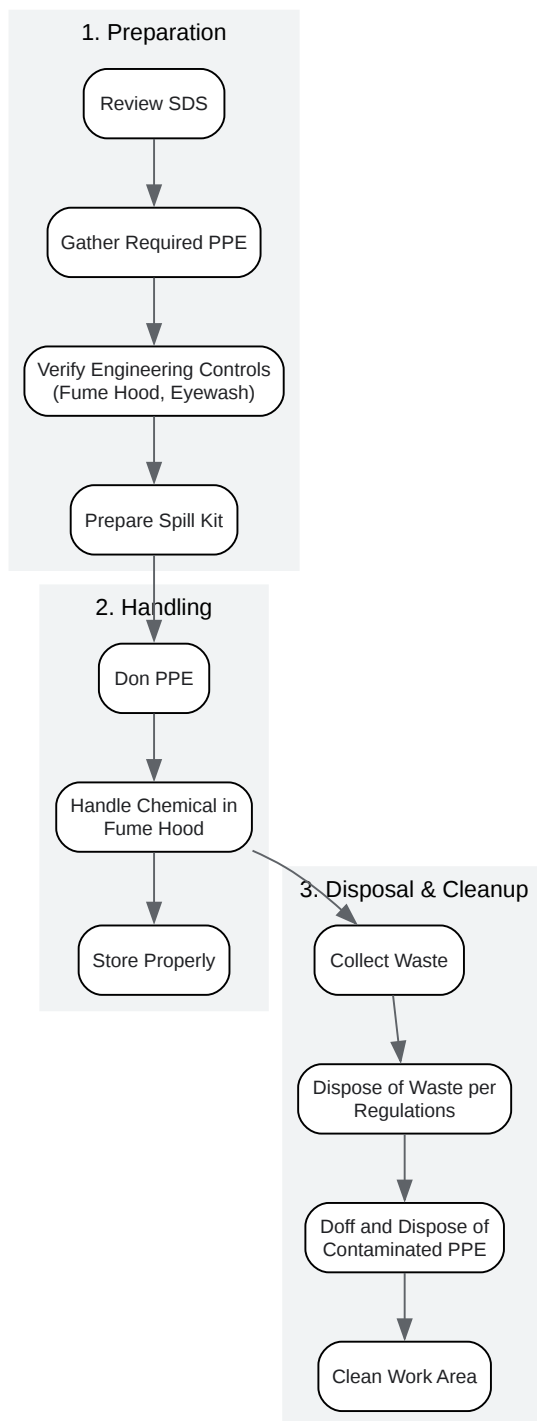 1. Preparation
Review SDS
Gather Required PPE
Verify Engineering Controls
(Fume Hood, Eyewash)
Prepare Spill Kit
2. Handling
Don PPE
Handle Chemical in
Fume Hood
Store Properly
3. Disposal & Cleanup
Collect Waste
Dispose of Waste per
Regulations
Doff and Dispose of
Contaminated PPE
Clean Work Area